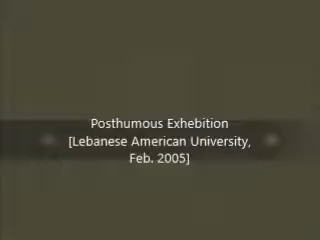 Posthumous Exhebition
[Lebanese American University,
Feb. 2005]